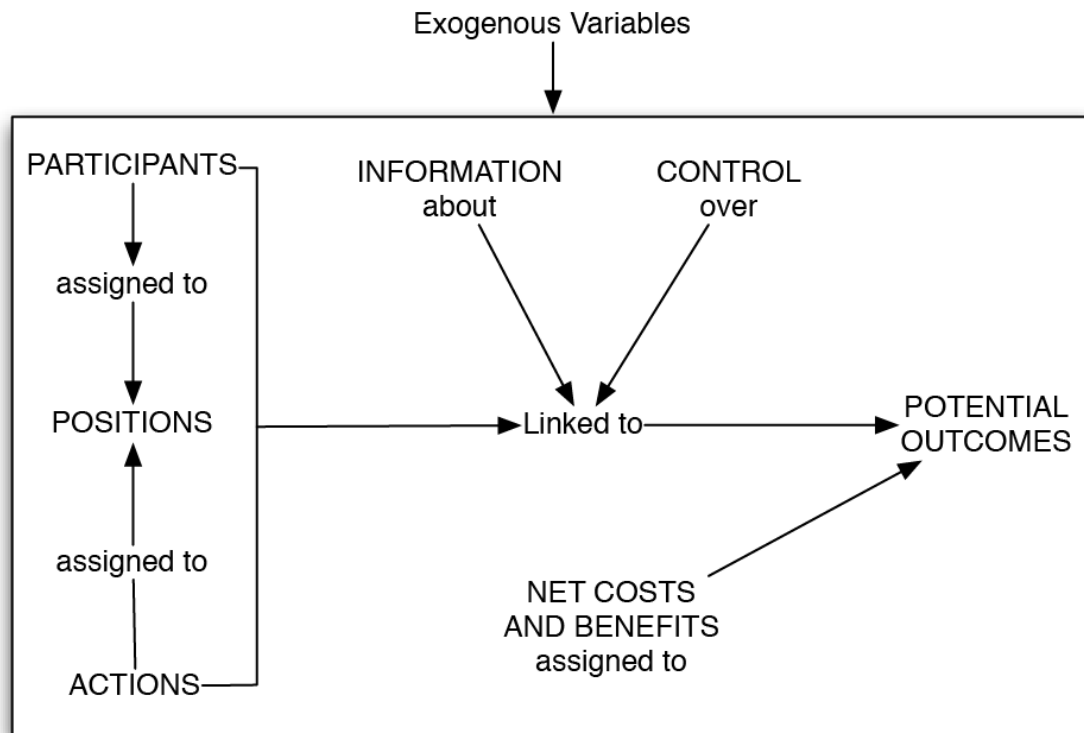 Exogenous Variables
PARTICIPANTS
assigned to
POSITIONS
assigned to
ACTIONS
INFORMATION
about
CONTROL
over
Linked to
POTENTIAL
OUTCOMES
NET COSTS
AND BENEFITS
assigned to